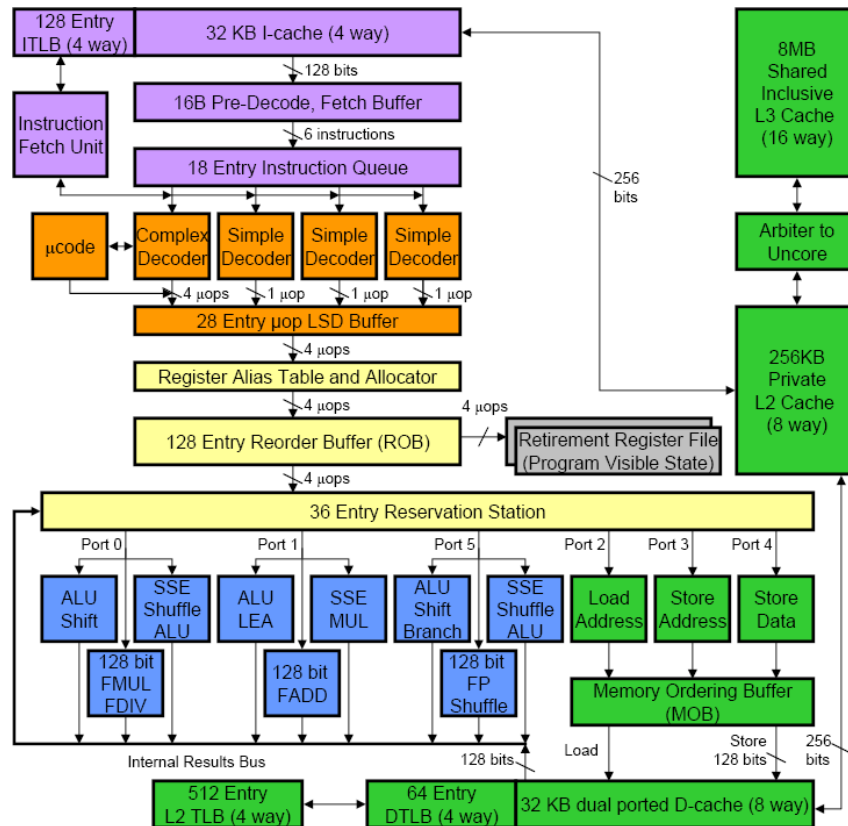 128 Entry
ITLB (4 way)
32 KB I-cache (4 way)
8MB
Shared
Inclusive
L3 Cache
(16 way)
128 bits
16B Pre-Decode, Fetch Buffer
Instruction
Fetch Unit
6 instructions
18 Entry Instruction Queue
256
bits
μcode
Complex
Decoder
Simple
Decoder
Simple
Decoder
Simple
Decoder
Arbiter to
Uncore
4 μops
1 μop
1 μop
1 μop
28 Entry μop LSD Buffer
4 μops
Register Alias Table and Allocator
256KB
Private
L2 Cache
(8 way)
4 μops
4 μops
128 Entry Reorder Buffer (ROB)
Retirement Register File
(Program Visible State)
4 μops
36 Entry Reservation Station
Port 0
Port 1
Port 5
Port 2
Port 3
Port 4
ALU
Shift
SSE
Shuffle
ALU
ALU
LEA
SSE
MUL
ALU
Shift
Branch
SSE
Shuffle
ALU
Load
Address
Store
Address
Store
Data
128 bit
FMUL
FDIV
128 bit
FADD
128 bit
FP
Shuffle
Memory Ordering Buffer
(MOB)
Internal Results Bus
128 bits
Load
Store
128 bits
256
bits
512 Entry
L2 TLB (4 way)
64 Entry
DTLB (4 way)
32 KB dual ported D-cache (8 way)